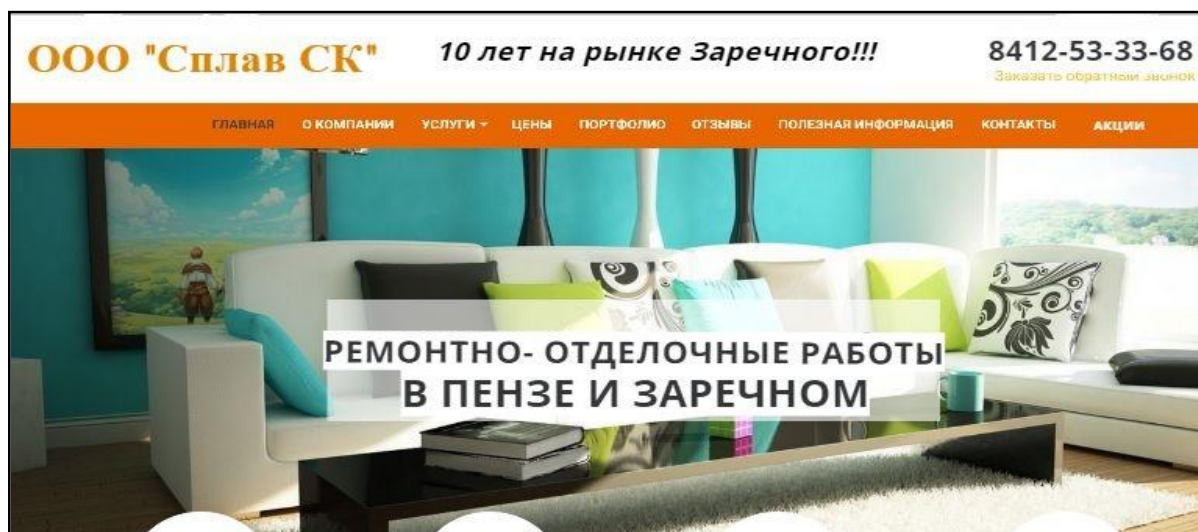 ООО "Сплав СК"
10 лет на рынке Заречного!!!
8412-53-33-68
Заказать обратный звонок
ГЛАВНАЯ О КОМПАНИИ УСЛУГИ ЦЕНЫ ПОРТФОЛИО ОТЗЫВЫ ПОЛЕЗНАЯ ИНФОРМАЦИЯ КОНТАКТЫ АКЦИИ
РЕМОНТНО- ОТДЕЛОЧНЫЕ РАБОТЫ
В ПЕНЗЕ И ЗАРЕЧНОМ